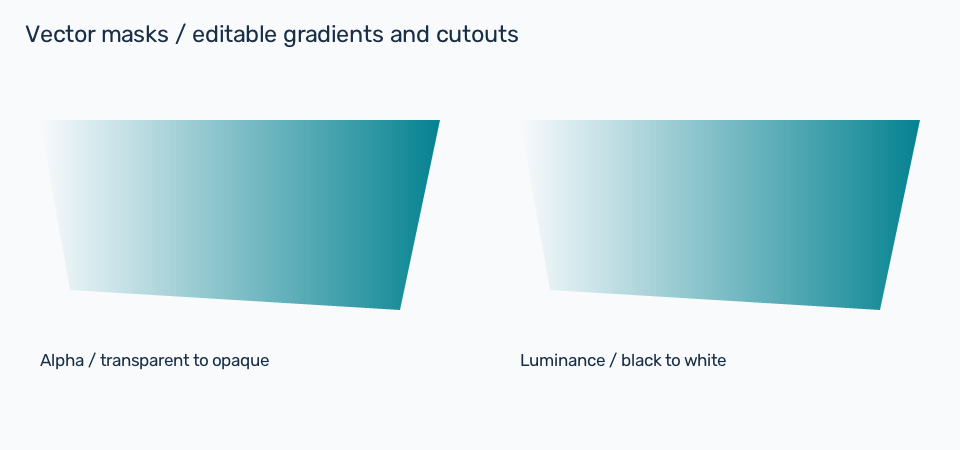 Vector masks / editable gradients and cutouts
Alpha / transparent to opaque
Luminance / black to white